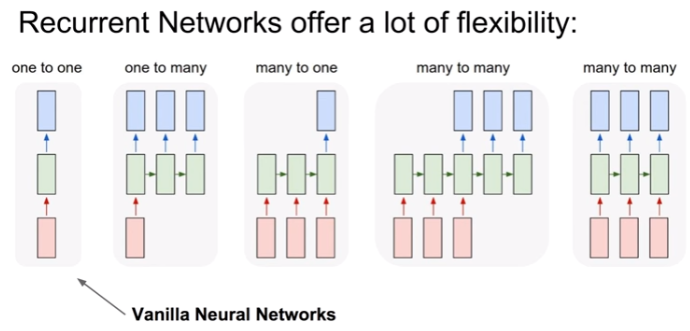 Recurrent Networks offer a lot of flexibility:
one to one
one to many
many to one
many to many
many to many
Vanilla Neural Networks